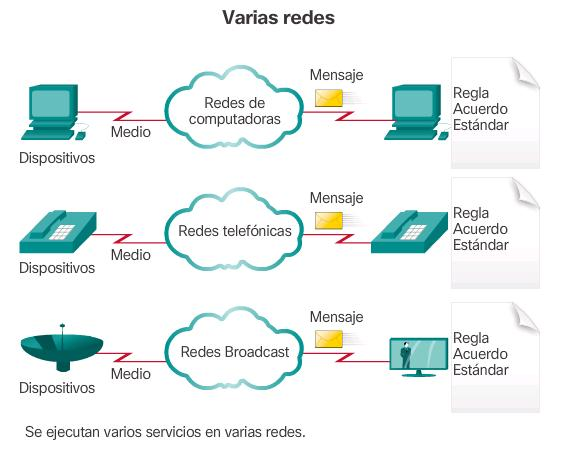 Varias redes
Mensaje
Redes de
computadoras
Regla
Acuerdo
Estándar
Medio
Dispositivos
Mensaje
Redes telefónicas
Regla
Acuerdo
Estándar
Medio
Dispositivos
Mensaje
Redes Broadcast
Regla
Acuerdo
Estándar
Medio
Dispositivos
Se ejecutan varios servicios en varias redes.